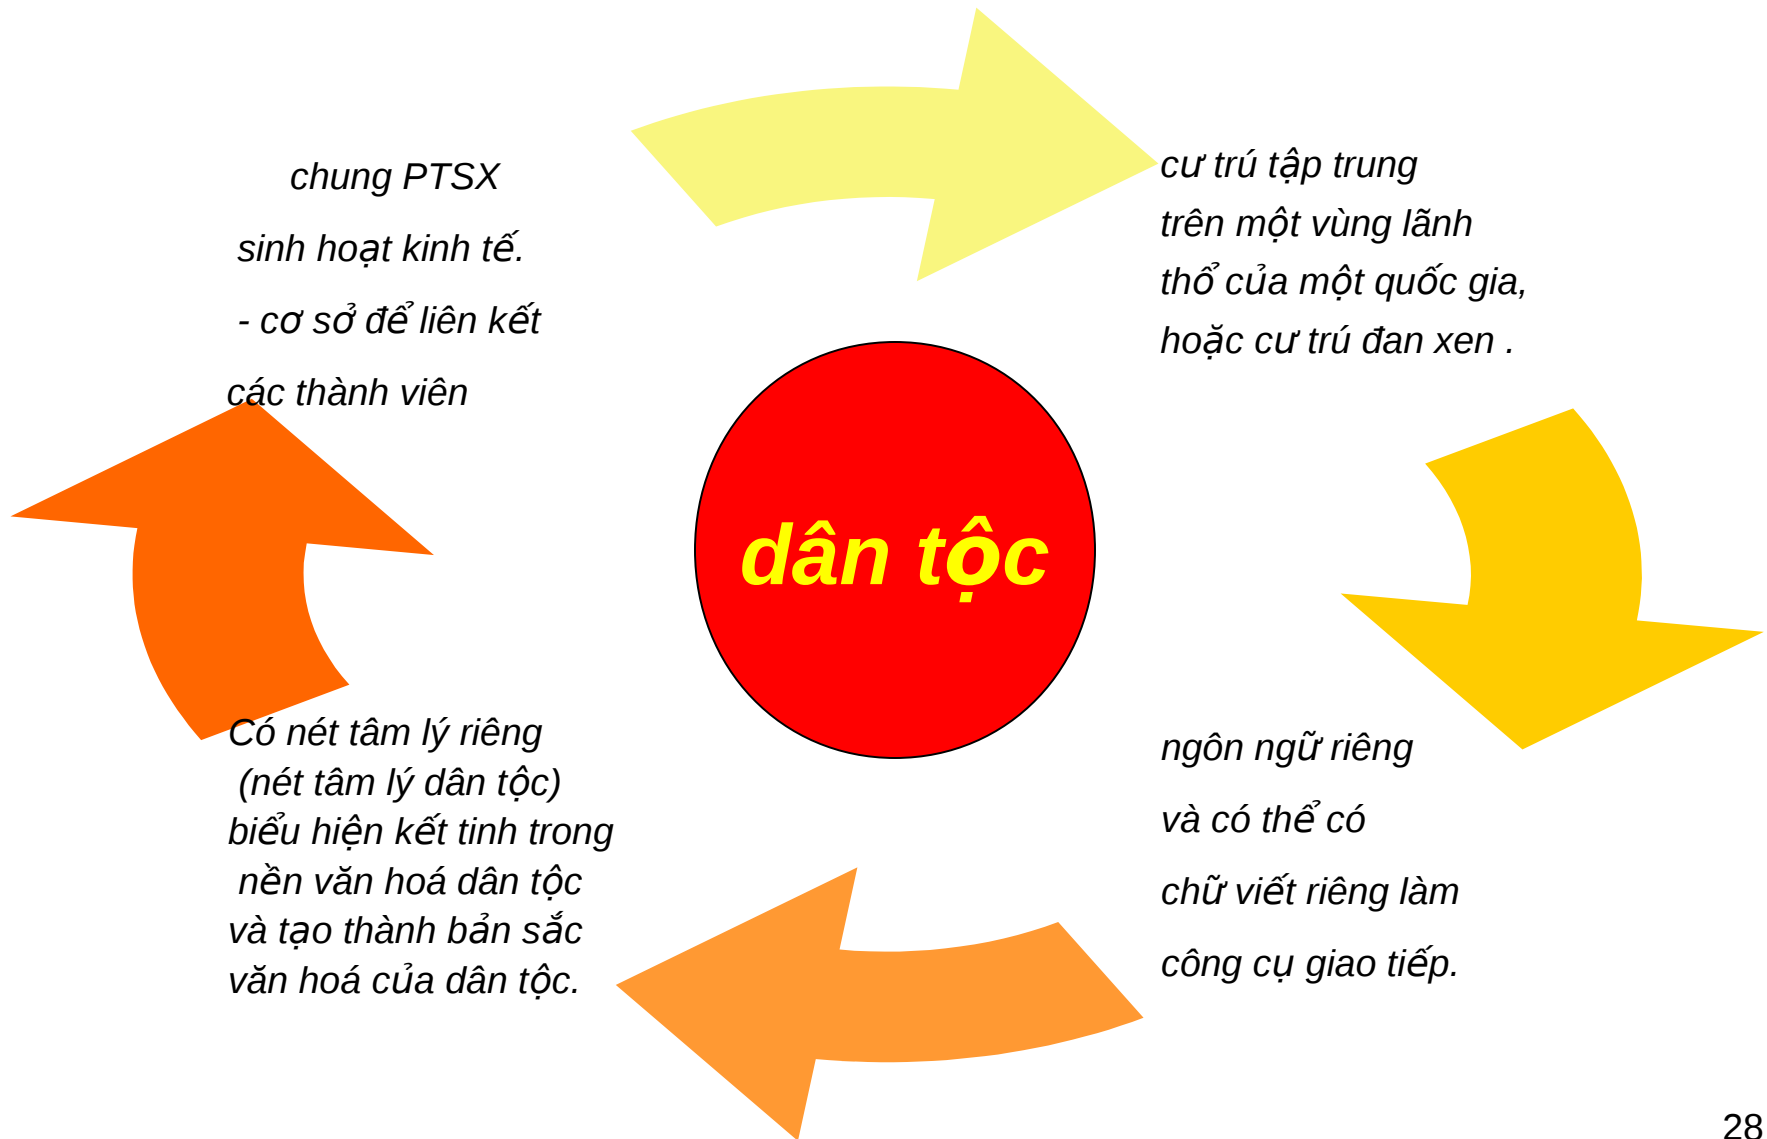 chung PTSX
sinh hoạt kinh tế.
- cơ sở để liên kết
các thành viên
cư trú tập trung
trên một vùng lãnh
thổ của một quốc gia,
hoặc cư trú đan xen .
dân tộc
Có nét tâm lý riêng
(nét tâm lý dân tộc)
biểu hiện kết tinh trong
nền văn hoá dân tộc
và tạo thành bản sắc
văn hoá của dân tộc.
ngôn ngữ riêng
và có thể có
chữ viết riêng làm
công cụ giao tiếp.
28